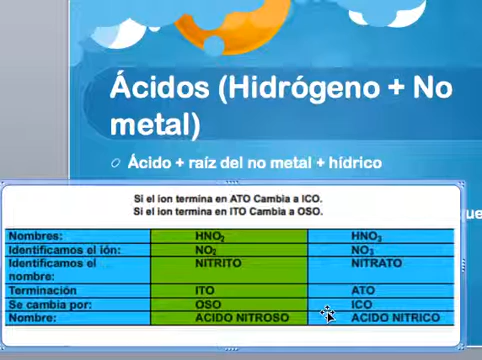 Ácidos (Hidrógeno + No
metal)
Ácido + raíz del no metal + hídrico
que
Si el ion termina en ATO Cambia a ICO.
Si el ion termina en ITO Cambia a OSO.
Nombres: HNO₂ HNO₃
Identificamos el ión: NO₂ NO₃
Identificamos el nombre: NITRITO NITRATO
Terminación ITO ATO
Se cambia por: OSO ICO
Nombre: ACIDO NITROSO ACIDO NITRICO